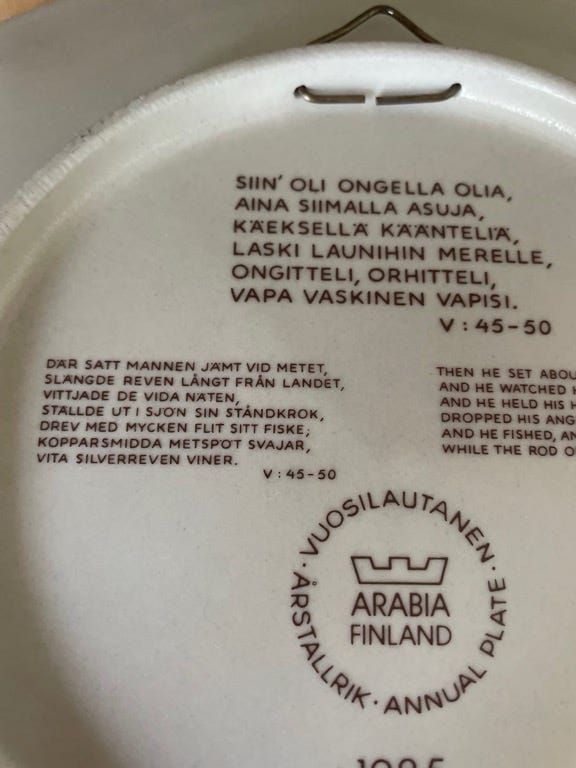 SIIN' OLI ONGELLA OLIA,
AINA SIIMALLA ASUJA,
KÄEKSELLÄ KÄÄNTELIÄ,
LASKI LAUNIHIN MERELLE,
ONGITTELI, ORHITTELI,
VAPA VASKINEN VAPISI.
V : 45-50
DÄR SATT MANNEN JÄMT VID METET,
SLÄNGDE REVEN LÅNGT FRÅN LANDET,
VITTJADE DE VIDA NÄTEN,
STÄLLDE UT I SJÖN SIN STÅNDKROK,
DREV MED MYCKEN FLIT SITT FISKE;
KOPPARSMIDDA METSPÖT SVAJAR,
VITA SILVERREVEN VINER.
V : 45-50
THEN HE SET ABOU
AND HE WATCHED
AND HE HELD HIS
DROPPED HIS ANG
AND HE FISHED, AN
WHILE THE ROD
· VUOSILAUTANEN · ANNUAL PLATE · ÅRSTALLRIK
ARABIA
FINLAND
1985